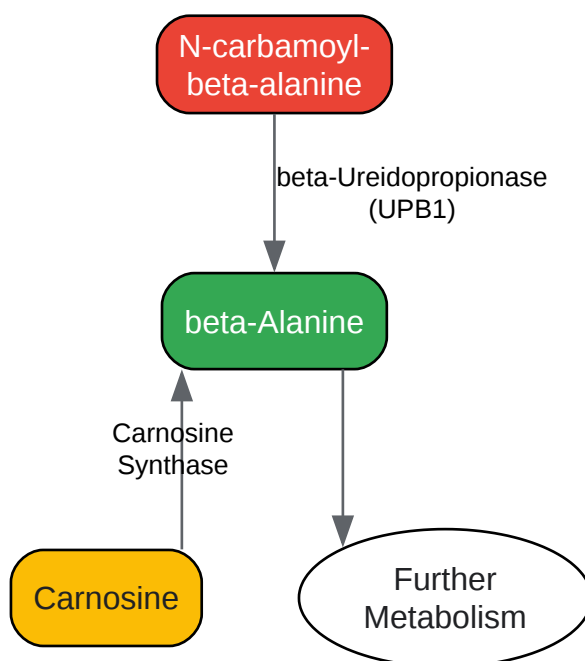 N-carbamoyl-
beta-alanine
beta-Ureidopropionase
(UPB1)
beta-Alanine
Carnosine
Synthase
Carnosine
Further
Metabolism